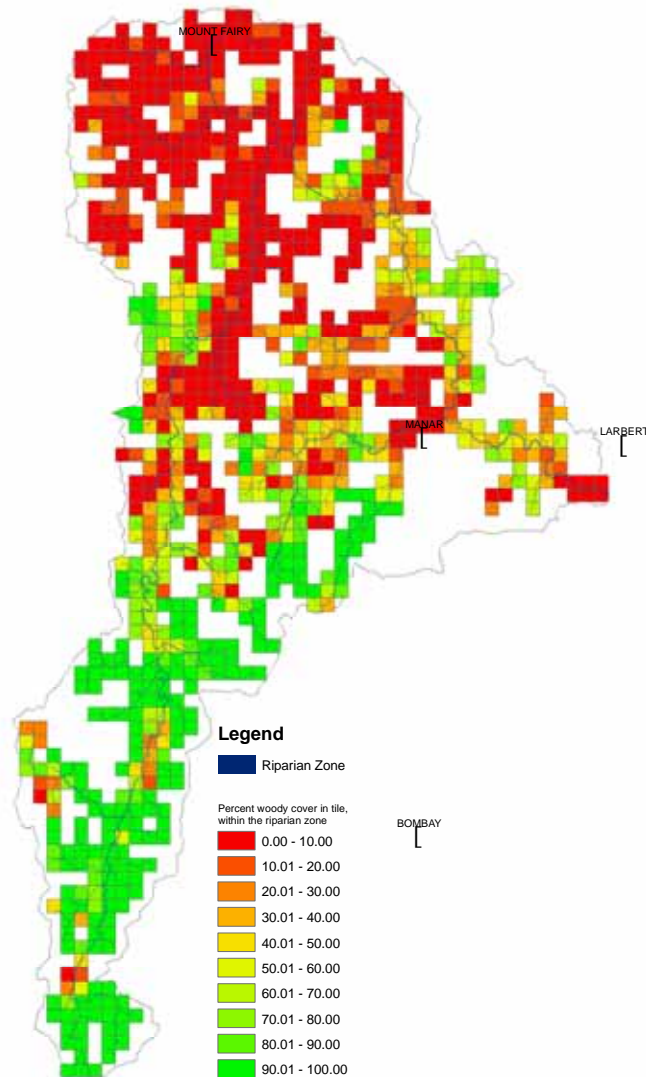 MOUNT FAIRY
MANAR
LARBERT
Legend
Riparian Zone
Percent woody cover in tile,
within the riparian zone
BOMBAY
0.00 - 10.00
10.01 - 20.00
20.01 - 30.00
30.01 - 40.00
40.01 - 50.00
50.01 - 60.00
60.01 - 70.00
70.01 - 80.00
80.01 - 90.00
90.01 - 100.00